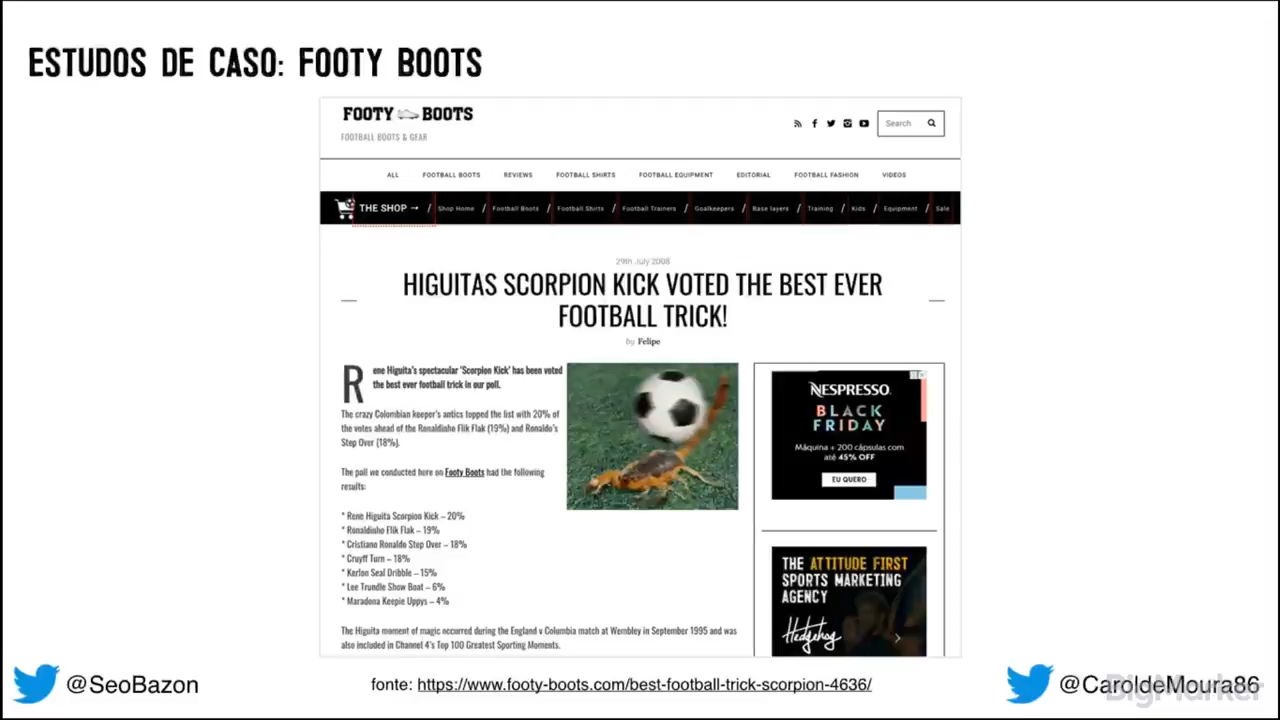 ESTUDOS DE CASO: FOOTY BOOTS
FOOTY BOOTS
FOOTBALL BOOTS & GEAR
Search
ALL FOOTBALL BOOTS REVIEWS FOOTBALL SHIRTS FOOTBALL EQUIPMENT EDITORIAL FOOTBALL FASHION VIDEOS
THE SHOP → / Shop Home / Football Boots / Football Shirts / Football Trainers / Goalkeepers / Base layers / Training / Kids / Equipment / Sale
29th July 2008
HIGUITAS SCORPION KICK VOTED THE BEST EVER
FOOTBALL TRICK!
by Felipe
Rene Higuita's spectacular 'Scorpion Kick' has been voted
the best ever football trick in our poll.
The crazy Colombian keeper's antics topped the list with 20% of
the votes ahead of the Ronaldinho Flik Flak (19%) and Ronaldo's
Step Over (18%).
The poll we conducted here on Footy Boots had the following
results:
* Rene Higuita Scorpion Kick – 20%
* Ronaldinho Flik Flak – 19%
* Cristiano Ronaldo Step Over – 18%
* Cruyff Turn – 18%
* Kerlon Seal Dribble – 15%
* Lee Trundle Show Boat – 6%
* Maradona Keepie Uppys – 4%
The Higuita moment of magic occurred during the England v Columbia match at Wembley in September 1995 and was
also included in Channel 4's Top 100 Greatest Sporting Moments.
NESPRESSO.
BLACK
FRIDAY
Máquina + 200 cápsulas com
até 45% OFF
EU QUERO
THE ATTITUDE FIRST
SPORTS MARKETING
AGENCY
Hedgehog
@SeoBazon
fonte: https://www.footy-boots.com/best-football-trick-scorpion-4636/
@CaroldeMoura86
BigMarker